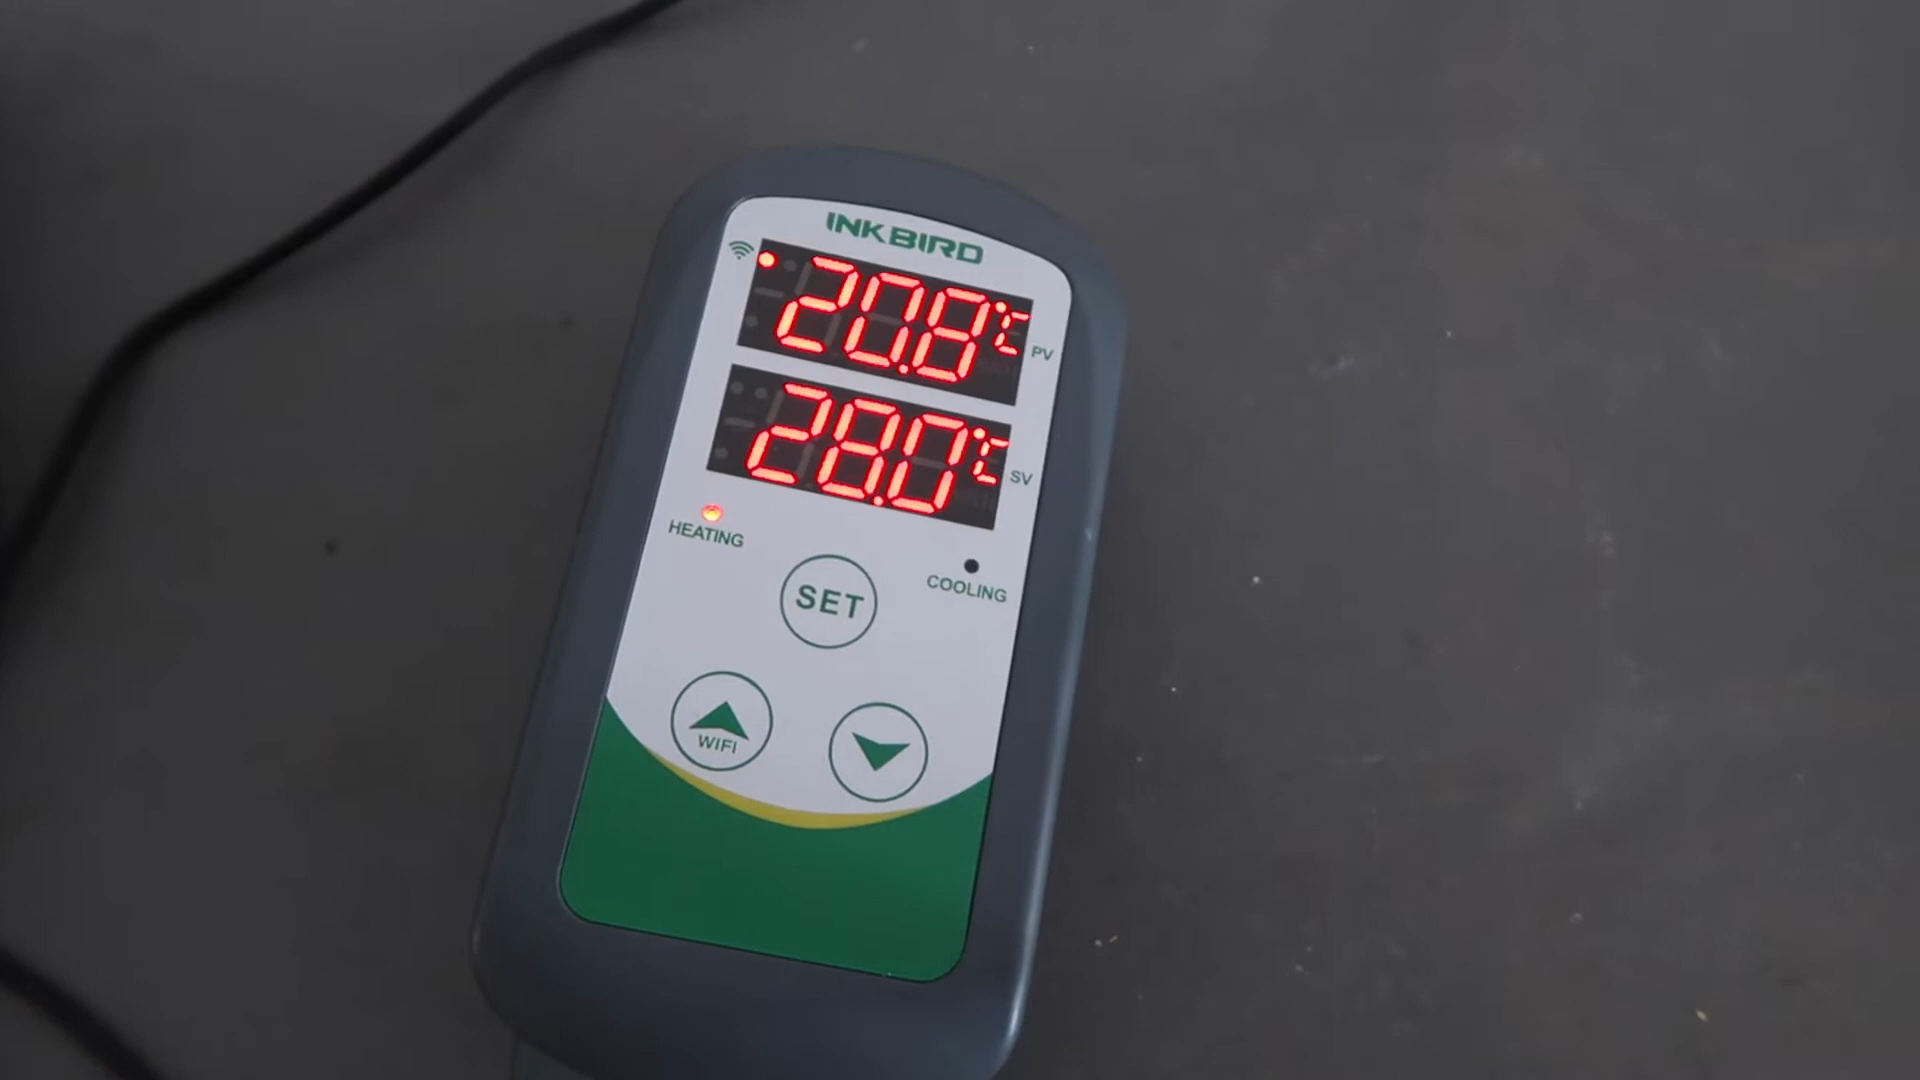 INKBIRD
20.8℃ PV
28.0℃ SV
HEATING
COOLING
SET
WIFI